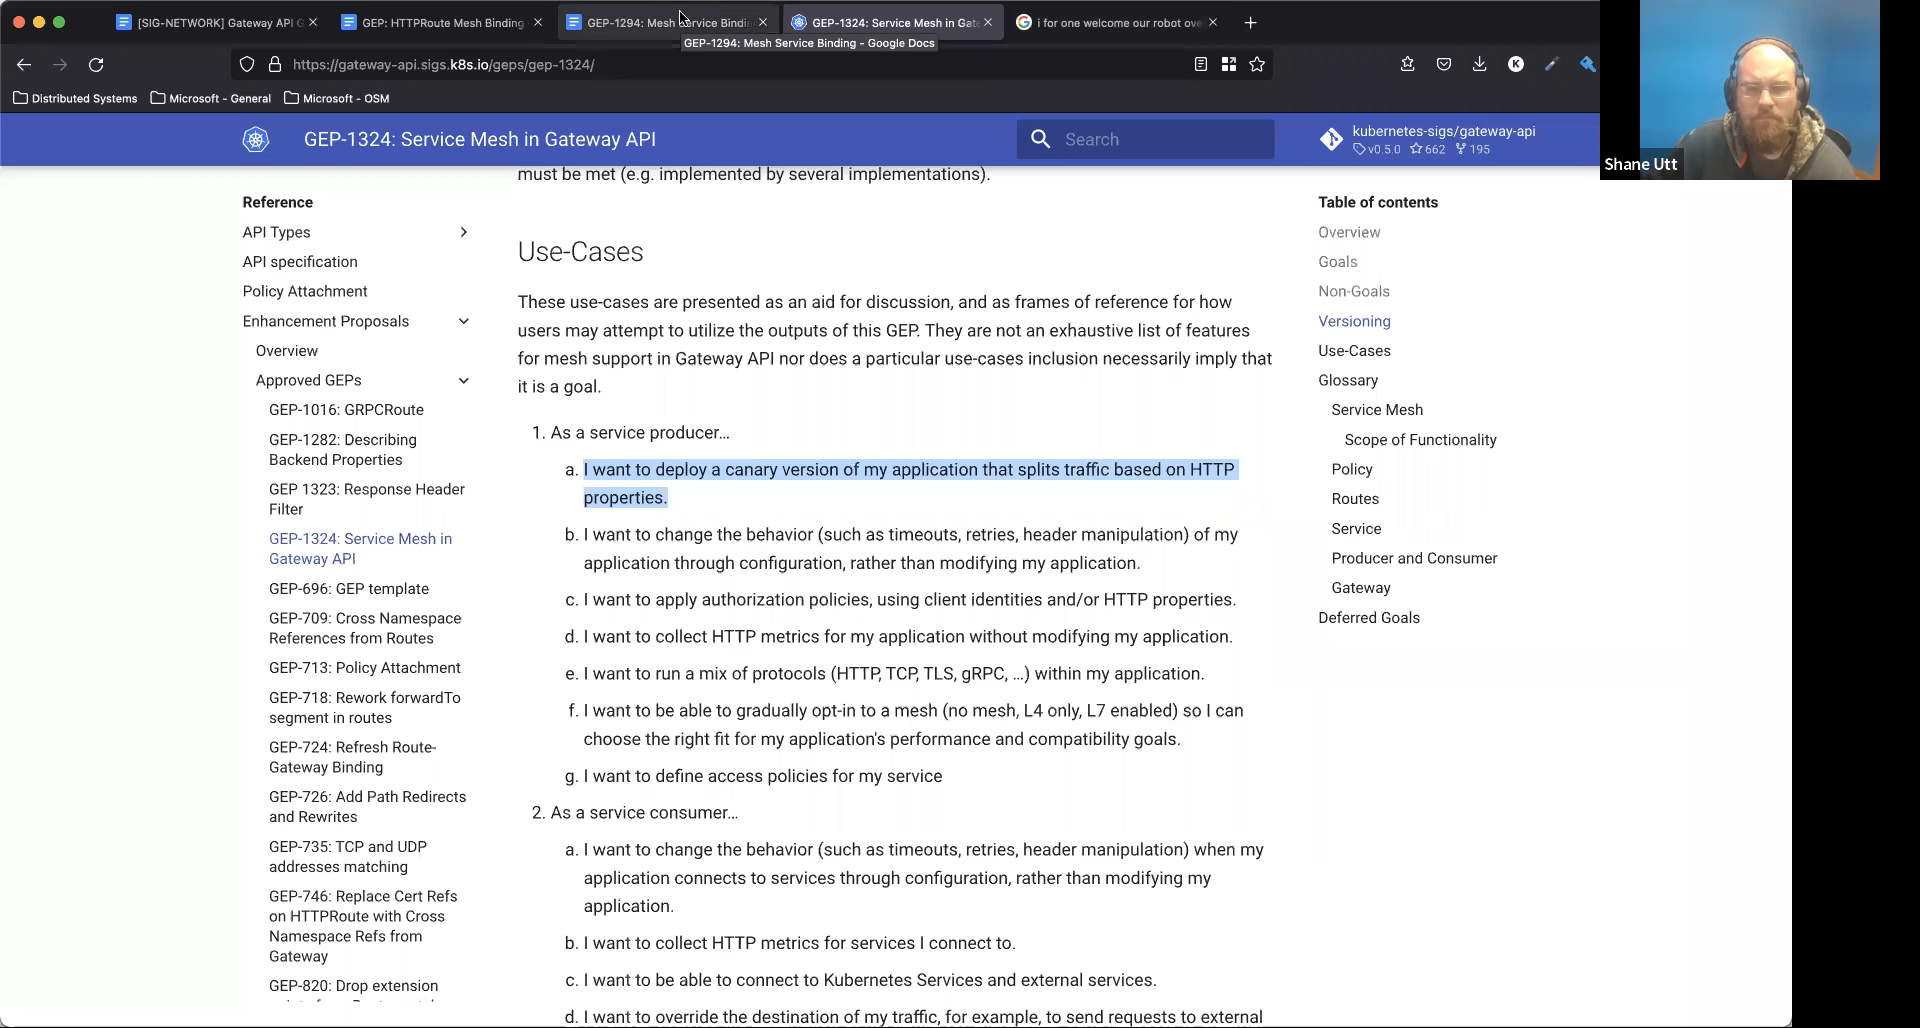 [SIG-NETWORK] Gateway API G
GEP: HTTPRoute Mesh Binding
GEP-1294: Mesh Service Bindi
GEP-1324: Service Mesh in Gate
i for one welcome our robot ove
GEP-1294: Mesh Service Binding - Google Docs
https://gateway-api.sigs.k8s.io/geps/gep-1324/
K
Distributed Systems
Microsoft - General
Microsoft - OSM
GEP-1324: Service Mesh in Gateway API
Search
kubernetes-sigs/gateway-api
v0.5.0 662 195
Shane Utt
Reference
API Types
API specification
Policy Attachment
Enhancement Proposals
Overview
Approved GEPs
GEP-1016: GRPCRoute
GEP-1282: Describing
Backend Properties
GEP 1323: Response Header
Filter
GEP-1324: Service Mesh in
Gateway API
GEP-696: GEP template
GEP-709: Cross Namespace
References from Routes
GEP-713: Policy Attachment
GEP-718: Rework forwardTo
segment in routes
GEP-724: Refresh Route-
Gateway Binding
GEP-726: Add Path Redirects
and Rewrites
GEP-735: TCP and UDP
addresses matching
GEP-746: Replace Cert Refs
on HTTPRoute with Cross
Namespace Refs from
Gateway
GEP-820: Drop extension
must be met (e.g. implemented by several implementations).
Use-Cases
These use-cases are presented as an aid for discussion, and as frames of reference for how
users may attempt to utilize the outputs of this GEP. They are not an exhaustive list of features
for mesh support in Gateway API nor does a particular use-cases inclusion necessarily imply that
it is a goal.
1. As a service producer…
a. I want to deploy a canary version of my application that splits traffic based on HTTP
properties.
b. I want to change the behavior (such as timeouts, retries, header manipulation) of my
application through configuration, rather than modifying my application.
c. I want to apply authorization policies, using client identities and/or HTTP properties.
d. I want to collect HTTP metrics for my application without modifying my application.
e. I want to run a mix of protocols (HTTP, TCP, TLS, gRPC, …) within my application.
f. I want to be able to gradually opt-in to a mesh (no mesh, L4 only, L7 enabled) so I can
choose the right fit for my application's performance and compatibility goals.
g. I want to define access policies for my service
2. As a service consumer…
a. I want to change the behavior (such as timeouts, retries, header manipulation) when my
application connects to services through configuration, rather than modifying my
application.
b. I want to collect HTTP metrics for services I connect to.
c. I want to be able to connect to Kubernetes Services and external services.
d. I want to override the destination of my traffic, for example, to send requests to external
Table of contents
Overview
Goals
Non-Goals
Versioning
Use-Cases
Glossary
Service Mesh
Scope of Functionality
Policy
Routes
Service
Producer and Consumer
Gateway
Deferred Goals